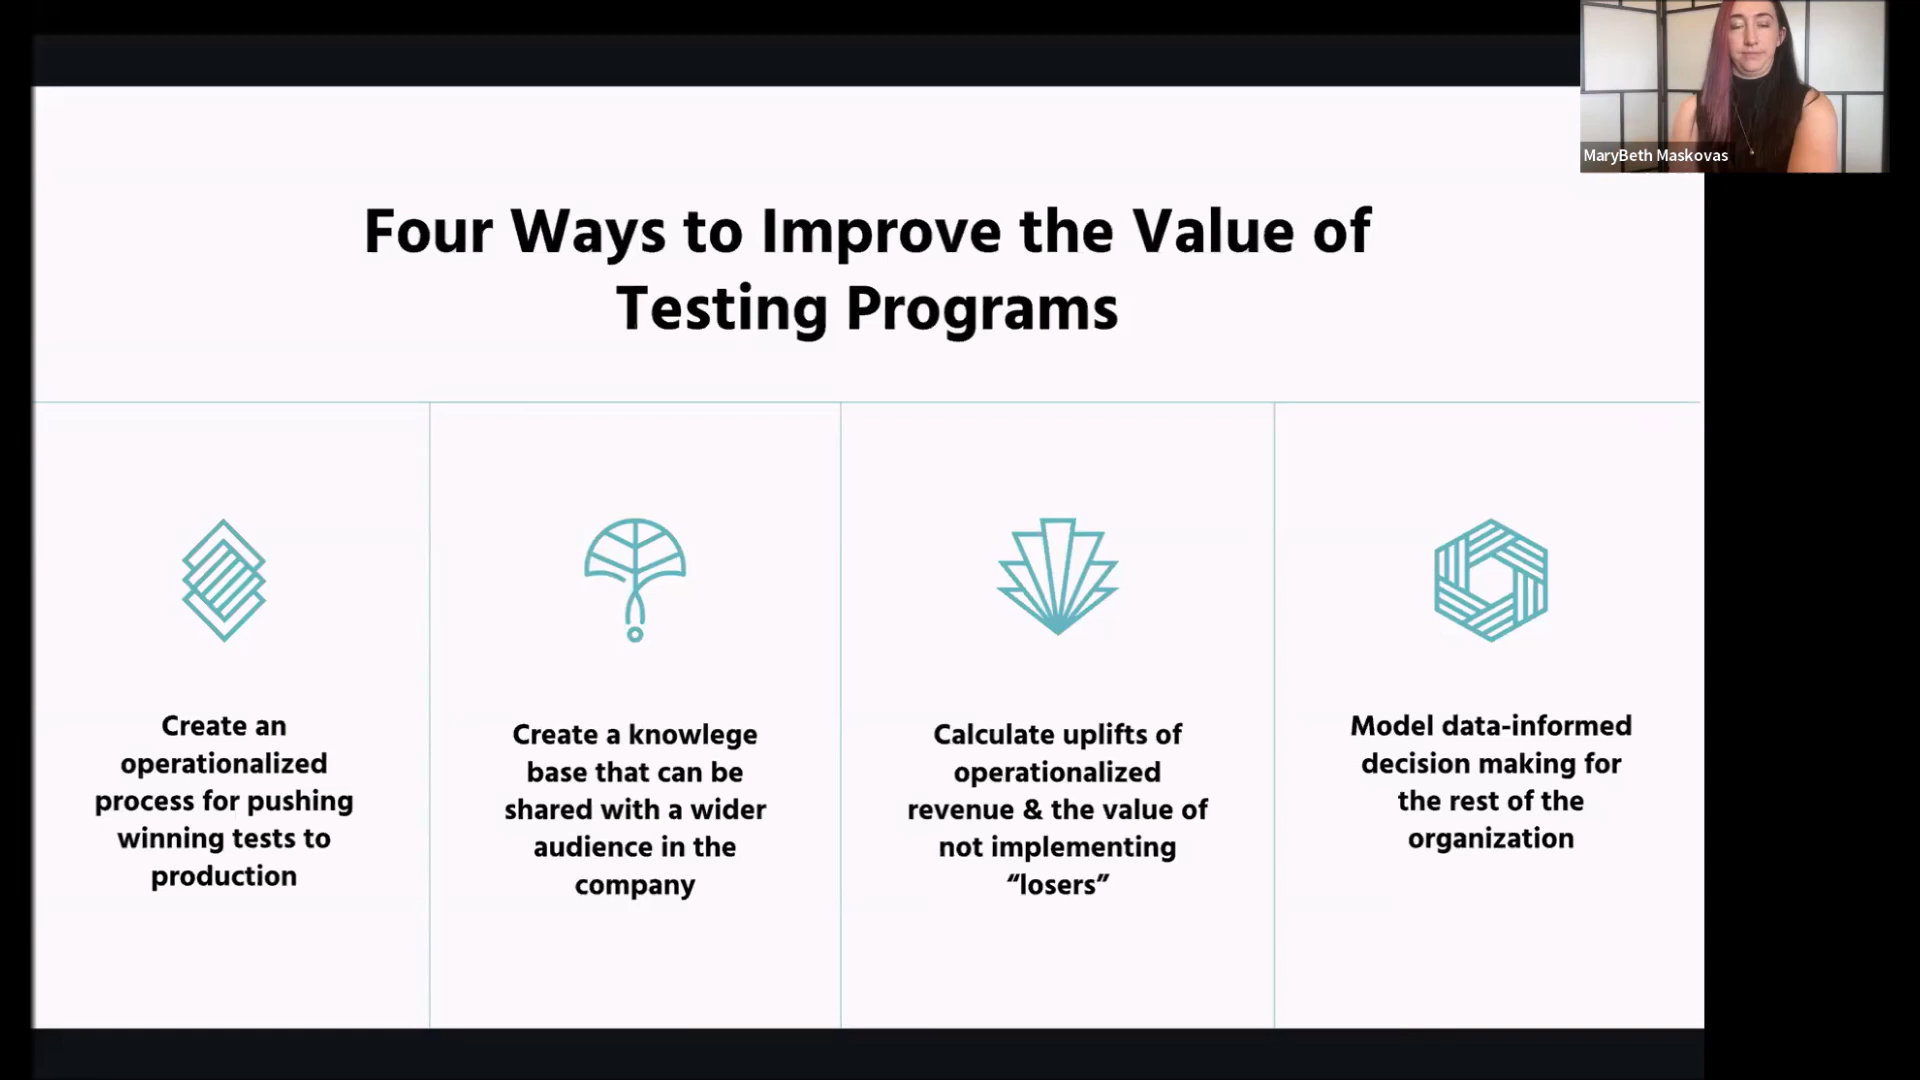 MaryBeth Maskovas
Four Ways to Improve the Value of
Testing Programs
Create an
operationalized
process for pushing
winning tests to
production
Create a knowlege
base that can be
shared with a wider
audience in the
company
Calculate uplifts of
operationalized
revenue & the value of
not implementing
“losers”
Model data-informed
decision making for
the rest of the
organization